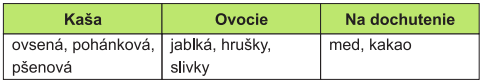 Kaša Ovocie Na dochutenie
ovsená, pohánková, jablká, hrušky, med, kakao
pšenová slivky